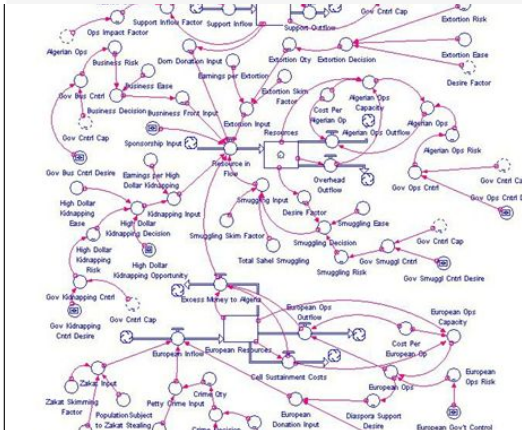 Support Inflow Factor
Support Inflow
Support Outflow
Gov Cntrl Cap
Ops Impact Factor
Algerian Ops
Business Risk
Extortion Risk
Dom Donation Input
Extortion Qty
Extortion Decision
Extortion Ease
Business Ease
Earnings per Extortion
Desire Factor
Gov Bus Cntrl
Extortion Skim
Factor
Algerian Ops
Capacity
Business Decision
Business Front Input
Cost Per
Algerian Op
Algerian Ops
Extortion Input
Gov Cntrl Cap
Resources
Algerian Ops Outflow
Sponsorship Input
Algerian Ops Risk
Resource in
Flow
Gov Bus Cntrl Desire
Earnings per High
Dollar Kidnapping
Overhead
Outflow
Gov Ops Cntrl
Gov Cntrl Ca
Smuggling Input
Gov Ops Cntrl D
High Dollar
Kidnapping
Ease
Kidnapping Input
Desire Factor
Smuggling Ease
High Dollar
Kidnapping Decision
Smuggling Skim Factor
Smuggling Decision
Gov Cntrl Cap
High Dollar
Kidnapping
Risk
High Dollar
Kidnapping Opportunity
Total Sahel Smuggling
Smuggling Risk
Gov Smuggl Cntrl
Gov Smuggl Cntrl Desire
Gov Kidnapping Cntrl
Excess Money to Algeria
European Ops
Outflow
European Ops
Capacity
Gov Kidnapping
Cntrl Desire
Gov Cntrl Cap
European Inflow
European Resources
Cost Per
European Op
Cell Sustainment Costs
Zakat Input
European Ops
European Ops
Risk
Zakat Skimming
Factor
Crime Qty
Petty Crime Input
Population Subject
to Zakat Stealing
European
Donation Input
Diaspora Support
Desire
European Gov't Control
Crime Decision